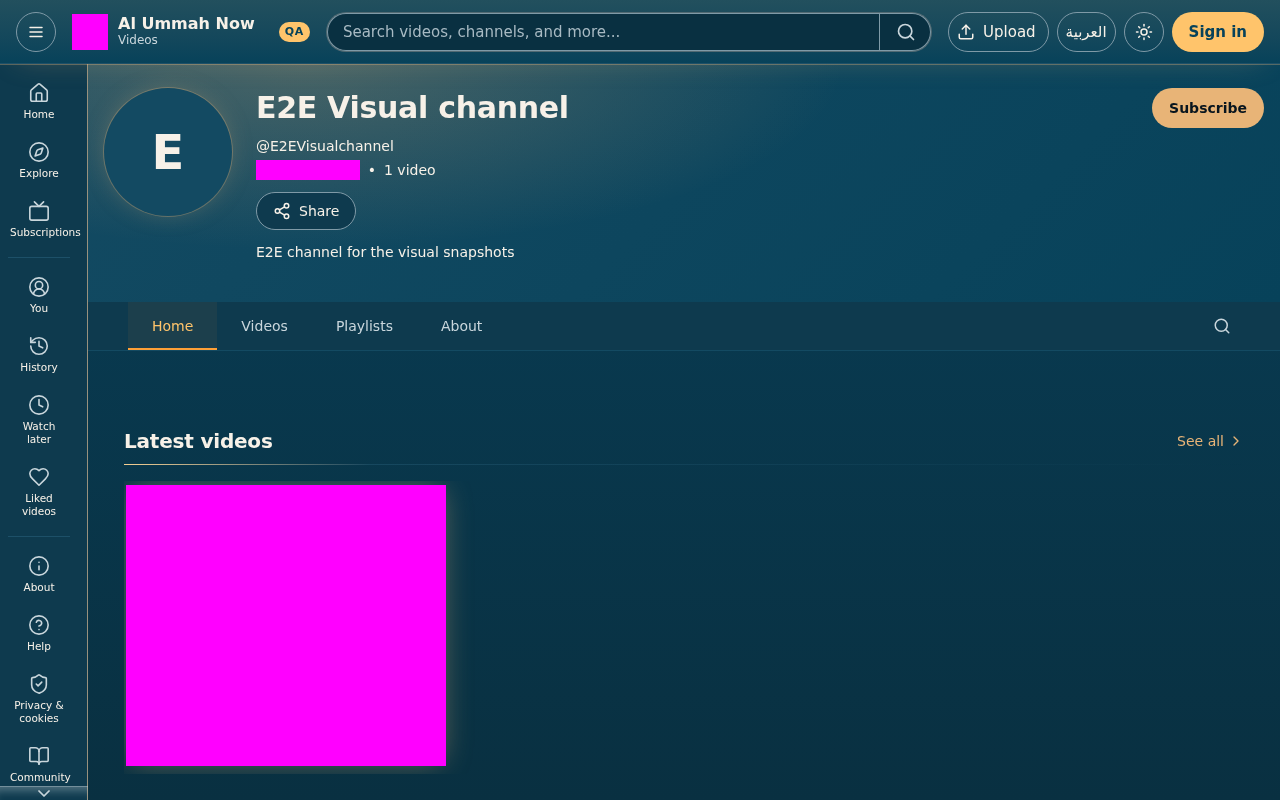 Al Ummah Now
Videos
QA
Search videos, channels, and more...
Upload
العربية
Sign in
Home
Explore
Subscriptions
You
History
Watch
later
Liked
videos
About
Help
Privacy &
cookies
Community
E
E2E Visual channel
@E2EVisualchannel
• 1 video
Share
E2E channel for the visual snapshots
Subscribe
Home
Videos
Playlists
About
Latest videos
See all